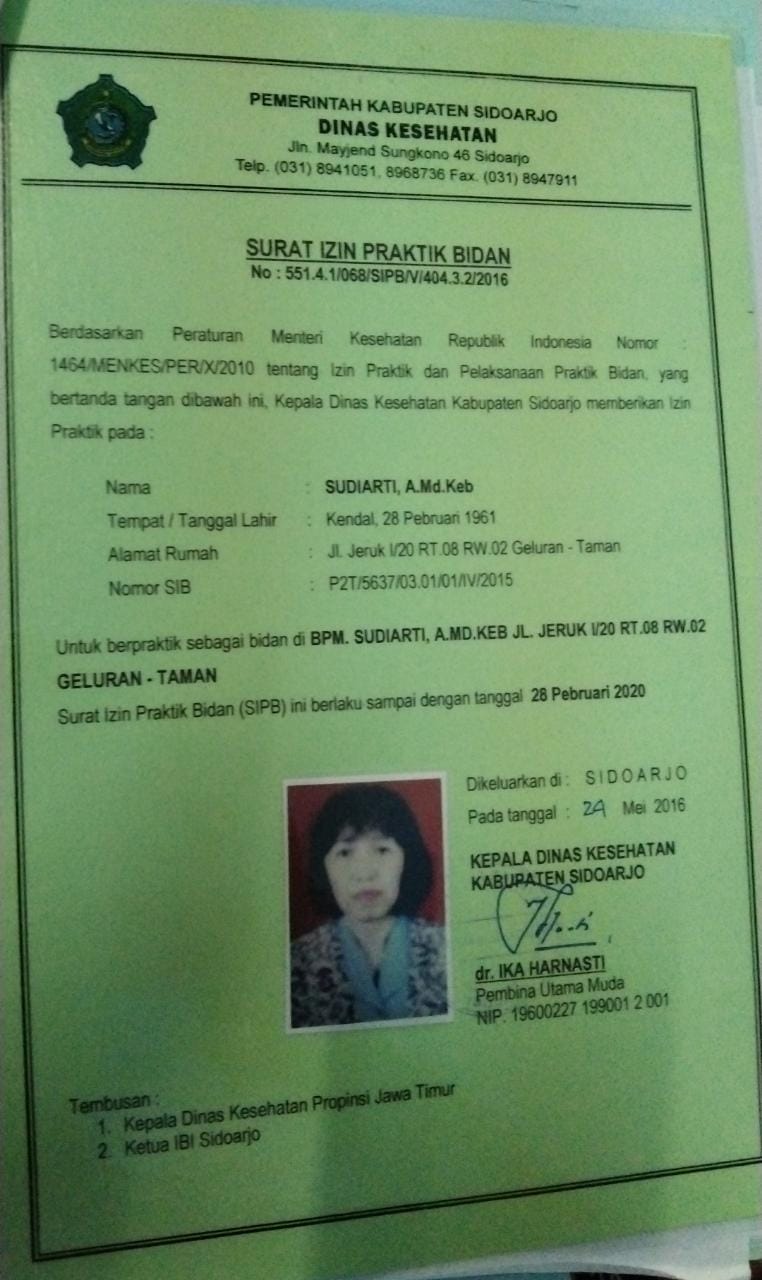 PEMERINTAH KABUPATEN SIDOARJO
DINAS KESEHATAN
Jln. Mayjend Sungkono 46 Sidoarjo
Telp. (031) 8941051, 8968736 Fax. (031) 8947911
SURAT IZIN PRAKTIK BIDAN
No : 551.4.1/068/SIPB/V/404.3.2/2016
Berdasarkan Peraturan Menteri Kesehatan Republik Indonesia Nomor :
1464/MENKES/PER/X/2010 tentang Izin Praktik dan Pelaksanaan Praktik Bidan, yang
bertanda tangan dibawah ini, Kepala Dinas Kesehatan Kabupaten Sidoarjo memberikan Izin
Praktik pada :
Nama : SUDIARTI, A.Md.Keb
Tempat / Tanggal Lahir : Kendal, 28 Pebruari 1961
Alamat Rumah : Jl. Jeruk I/20 RT.08 RW.02 Geluran - Taman
Nomor SIB : P2T/5637/03.01/01/IV/2015
Untuk berpraktik sebagai bidan di BPM. SUDIARTI, A.MD.KEB JL. JERUK I/20 RT.08 RW.02
GELURAN - TAMAN
Surat Izin Praktik Bidan (SIPB) ini berlaku sampai dengan tanggal 28 Pebruari 2020
Dikeluarkan di : SIDOARJO
Pada tanggal : 24 Mei 2016
KEPALA DINAS KESEHATAN
KABUPATEN SIDOARJO
dr. IKA HARNASTI
Pembina Utama Muda
NIP. 19600227 199001 2 001
Tembusan :
1. Kepala Dinas Kesehatan Propinsi Jawa Timur
2. Ketua IBI Sidoarjo